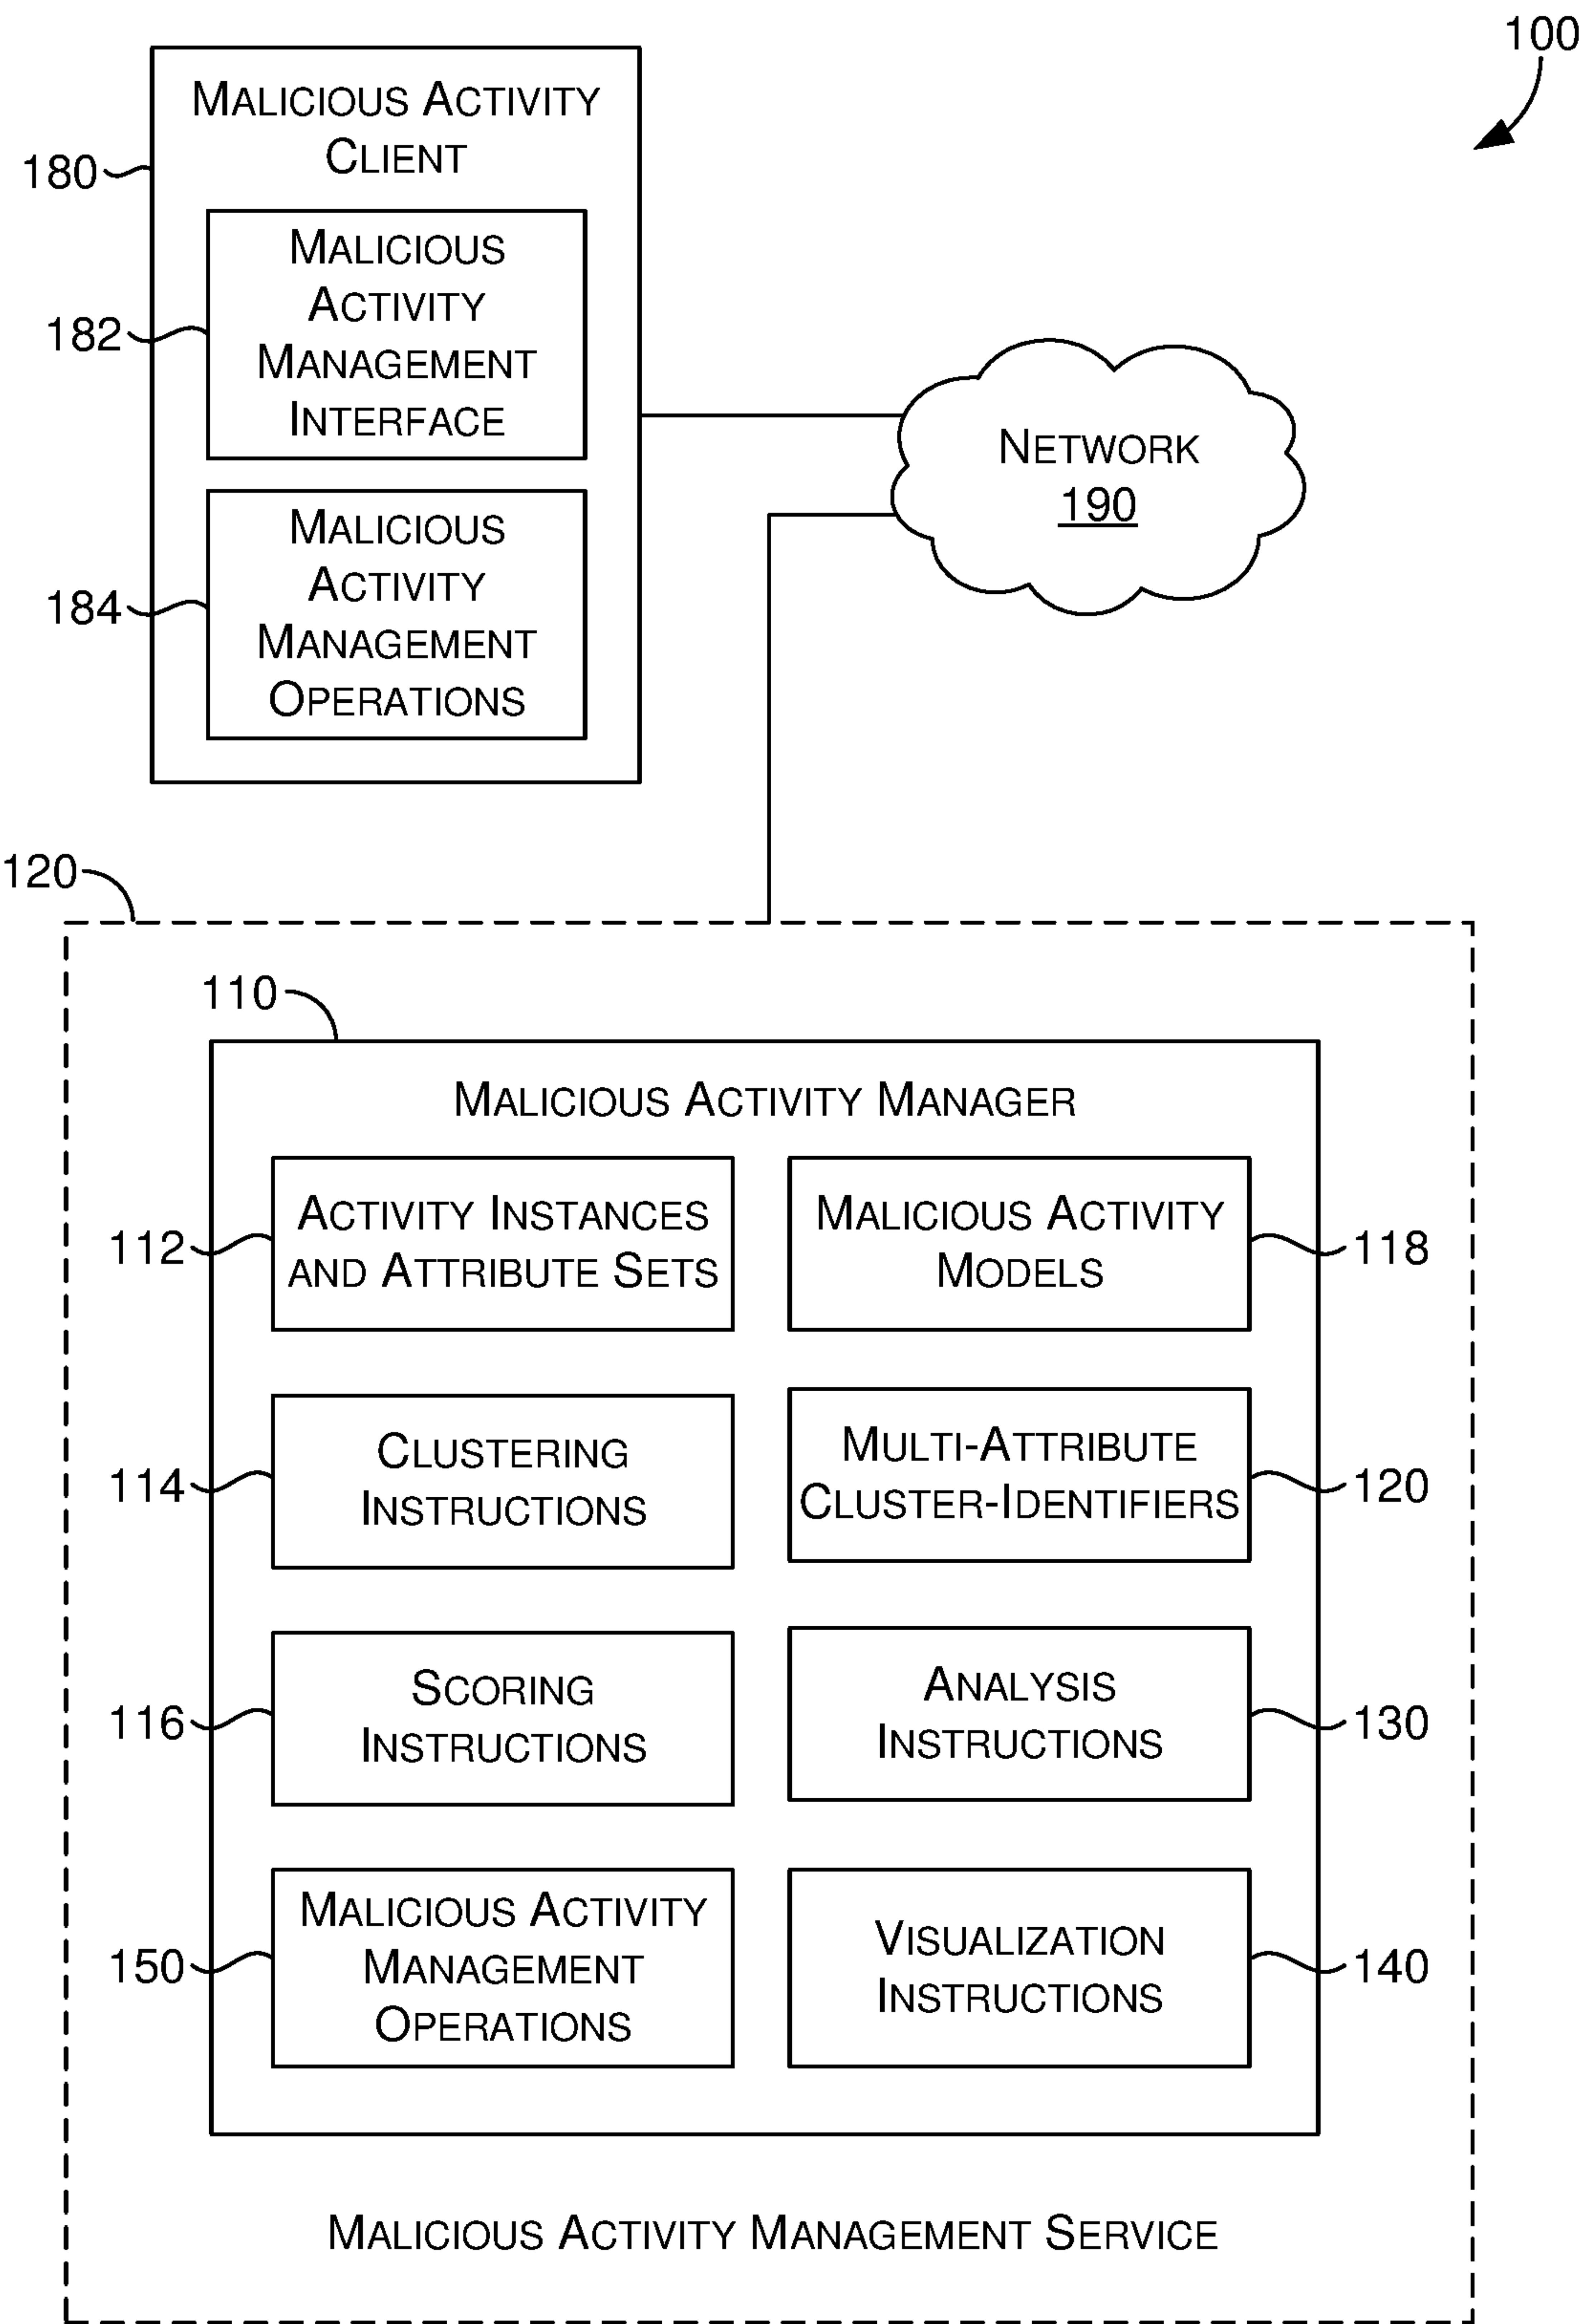 100
MALICIOUS ACTIVITY
CLIENT
180
MALICIOUS
ACTIVITY
MANAGEMENT
INTERFACE
182
MALICIOUS
ACTIVITY
MANAGEMENT
OPERATIONS
184
NETWORK
190
120
110
MALICIOUS ACTIVITY MANAGER
ACTIVITY INSTANCES
AND ATTRIBUTE SETS
112
MALICIOUS ACTIVITY
MODELS
118
CLUSTERING
INSTRUCTIONS
114
MULTI-ATTRIBUTE
CLUSTER-IDENTIFIERS
120
SCORING
INSTRUCTIONS
116
ANALYSIS
INSTRUCTIONS
130
MALICIOUS ACTIVITY
MANAGEMENT
OPERATIONS
150
VISUALIZATION
INSTRUCTIONS
140
MALICIOUS ACTIVITY MANAGEMENT SERVICE